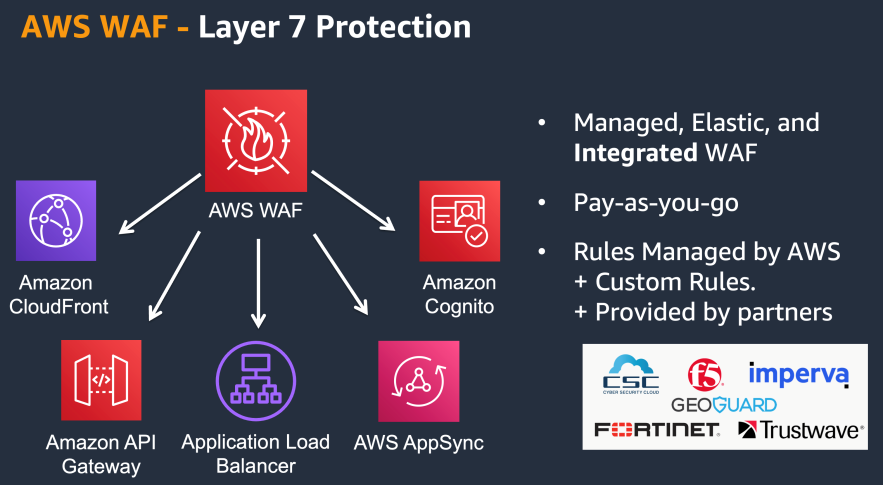 AWS WAF - Layer 7 Protection
AWS WAF
Amazon
CloudFront
Amazon
Cognito
Amazon API
Gateway
Application Load
Balancer
AWS AppSync
• Managed, Elastic, and
Integrated WAF
• Pay-as-you-go
• Rules Managed by AWS
+ Custom Rules.
+ Provided by partners
CSC
CYBER SECURITY CLOUD
f5
imperva
GEOGUARD
FORTINET
Trustwave